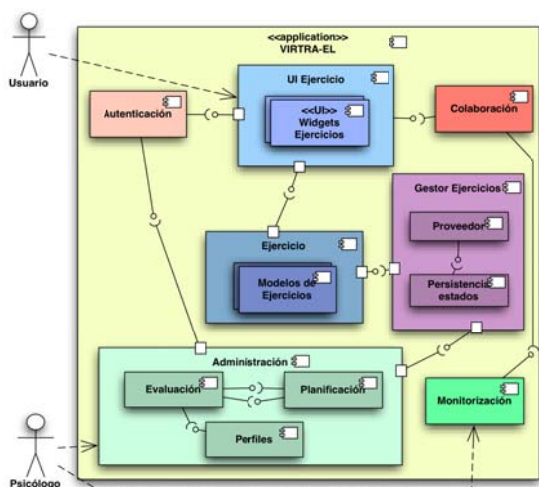 <<application>>
VIRTRA-EL
Usuario
UI Ejercicio
<<UI>>
Widgets
Ejercicios
Autenticación
Colaboración
Gestor Ejercicios
Proveedor
Persistencia
estados
Ejercicio
Modelos de
Ejercicios
Administración
Evaluación
Planificación
Perfiles
Monitorización
Psicólogo